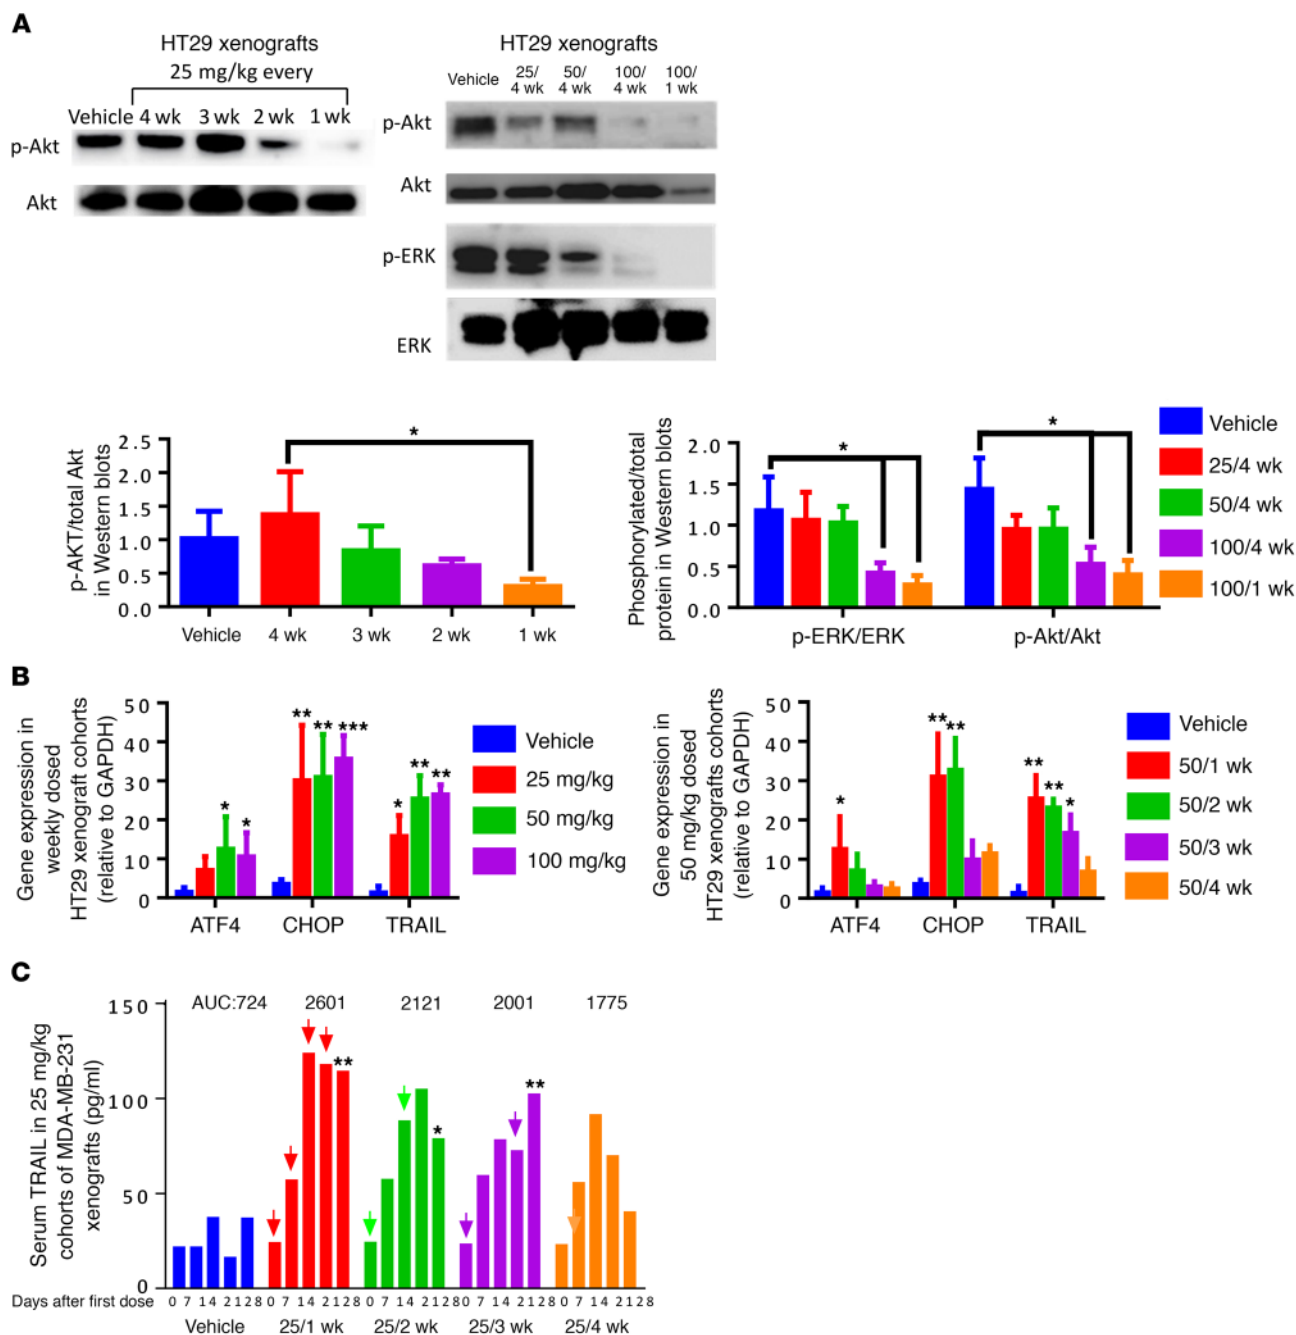 A
HT29 xenografts
25 mg/kg every
Vehicle 4 wk 3 wk 2 wk 1 wk
p-Akt
Akt
HT29 xenografts
Vehicle 25/ 50/ 100/ 100/
4 wk 4 wk 4 wk 1 wk
p-Akt
Akt
p-ERK
ERK
p-AKT/total Akt
in Western blots
2.5
2.0
1.5
1.0
0.5
0.0
*
Vehicle 4 wk 3 wk 2 wk 1 wk
Phosphorylated/total
protein in Western blots
2.0
1.5
1.0
0.5
0.0
* *
p-ERK/ERK p-Akt/Akt
Vehicle
25/4 wk
50/4 wk
100/4 wk
100/1 wk
B
Gene expression in
weekly dosed
HT29 xenograft cohorts
(relative to GAPDH)
50
40
30
20
10
0
* * ** ** *** * ** **
ATF4 CHOP TRAIL
Vehicle
25 mg/kg
50 mg/kg
100 mg/kg
Gene expression in
50 mg/kg dosed
HT29 xenografts cohorts
(relative to GAPDH)
50
40
30
20
10
0
* ** ** ** ** *
ATF4 CHOP TRAIL
Vehicle
50/1 wk
50/2 wk
50/3 wk
50/4 wk
C
Serum TRAIL in 25 mg/kg
cohorts of MDA-MB-231
xenografts (pg/ml)
150
100
50
0
AUC:724 2601 2121 2001 1775
** * **
Days after first dose 0 7 14 21 28 0 7 14 21 28 0 7 14 21 28 0 7 14 21 28 0 7 14 21 28
Vehicle 25/1 wk 25/2 wk 25/3 wk 25/4 wk